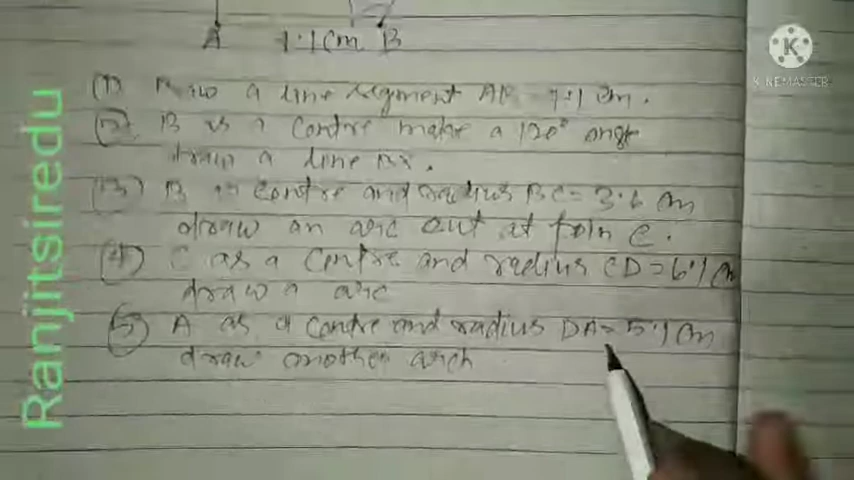 A 7.1 Cm B
K
KINEMASTER
Ranjitsiredu
(1) Draw a line segment AB = 7.1 cm.
(2) B as a centre make a 120° angle
draw a line BX.
(3) B as centre and radius BC = 3.6 cm
draw an arc cut at C.
(4) C as a centre and radius CD = 6.1 cm
draw a arc
(5) A as a centre and radius DA = 5.1 cm
draw another arch